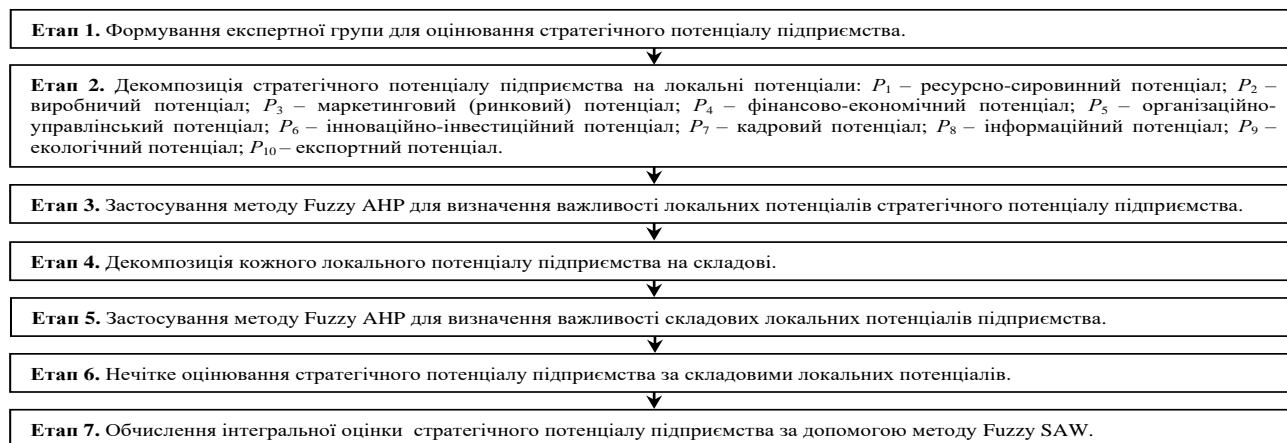 Етап 1. Формування експертної групи для оцінювання стратегічного потенціалу підприємства.
Етап 2. Декомпозиція стратегічного потенціалу підприємства на локальні потенціали: P1 – ресурсно-сировинний потенціал; P2 –
виробничий потенціал; P3 – маркетинговий (ринковий) потенціал; P4 – фінансово-економічний потенціал; P5 – організаційно-
управлінський потенціал; P6 – інноваційно-інвестиційний потенціал; P7 – кадровий потенціал; P8 – інформаційний потенціал; P9 –
екологічний потенціал; P10 – експортний потенціал.
Етап 3. Застосування методу Fuzzy AHP для визначення важливості локальних потенціалів стратегічного потенціалу підприємства.
Етап 4. Декомпозиція кожного локального потенціалу підприємства на складові.
Етап 5. Застосування методу Fuzzy AHP для визначення важливості складових локальних потенціалів підприємства.
Етап 6. Нечітке оцінювання стратегічного потенціалу підприємства за складовими локальних потенціалів.
Етап 7. Обчислення інтегральної оцінки стратегічного потенціалу підприємства за допомогою методу Fuzzy SAW.